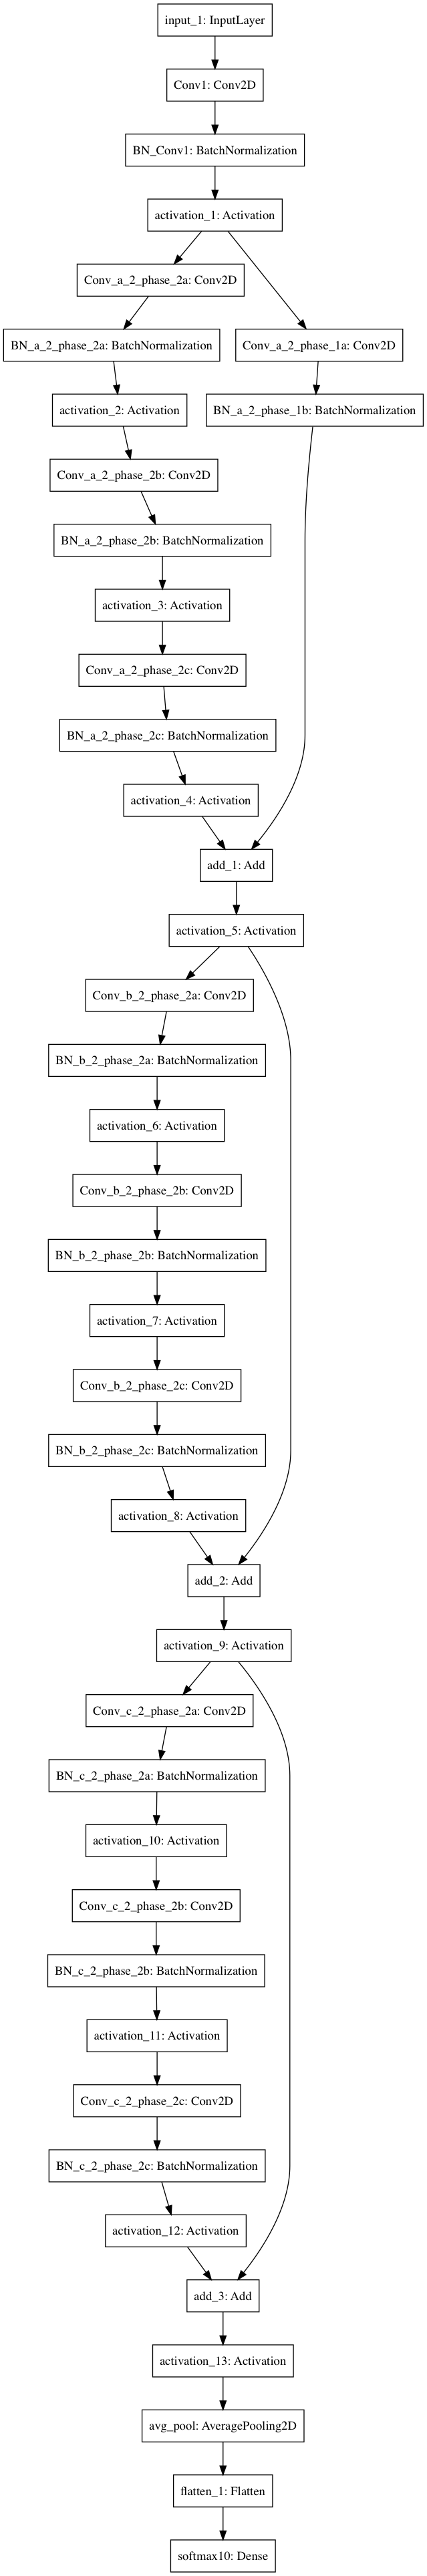 input_1: InputLayer
Conv1: Conv2D
BN_Conv1: BatchNormalization
activation_1: Activation
Conv_a_2_phase_2a: Conv2D
BN_a_2_phase_2a: BatchNormalization
Conv_a_2_phase_1a: Conv2D
activation_2: Activation
BN_a_2_phase_1b: BatchNormalization
Conv_a_2_phase_2b: Conv2D
BN_a_2_phase_2b: BatchNormalization
activation_3: Activation
Conv_a_2_phase_2c: Conv2D
BN_a_2_phase_2c: BatchNormalization
activation_4: Activation
add_1: Add
activation_5: Activation
Conv_b_2_phase_2a: Conv2D
BN_b_2_phase_2a: BatchNormalization
activation_6: Activation
Conv_b_2_phase_2b: Conv2D
BN_b_2_phase_2b: BatchNormalization
activation_7: Activation
Conv_b_2_phase_2c: Conv2D
BN_b_2_phase_2c: BatchNormalization
activation_8: Activation
add_2: Add
activation_9: Activation
Conv_c_2_phase_2a: Conv2D
BN_c_2_phase_2a: BatchNormalization
activation_10: Activation
Conv_c_2_phase_2b: Conv2D
BN_c_2_phase_2b: BatchNormalization
activation_11: Activation
Conv_c_2_phase_2c: Conv2D
BN_c_2_phase_2c: BatchNormalization
activation_12: Activation
add_3: Add
activation_13: Activation
avg_pool: AveragePooling2D
flatten_1: Flatten
softmax10: Dense